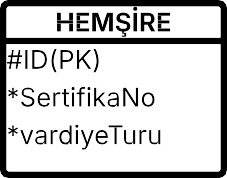 HEMŞİRE
#ID(PK)
*SertifikaNo
*vardiyeTuru